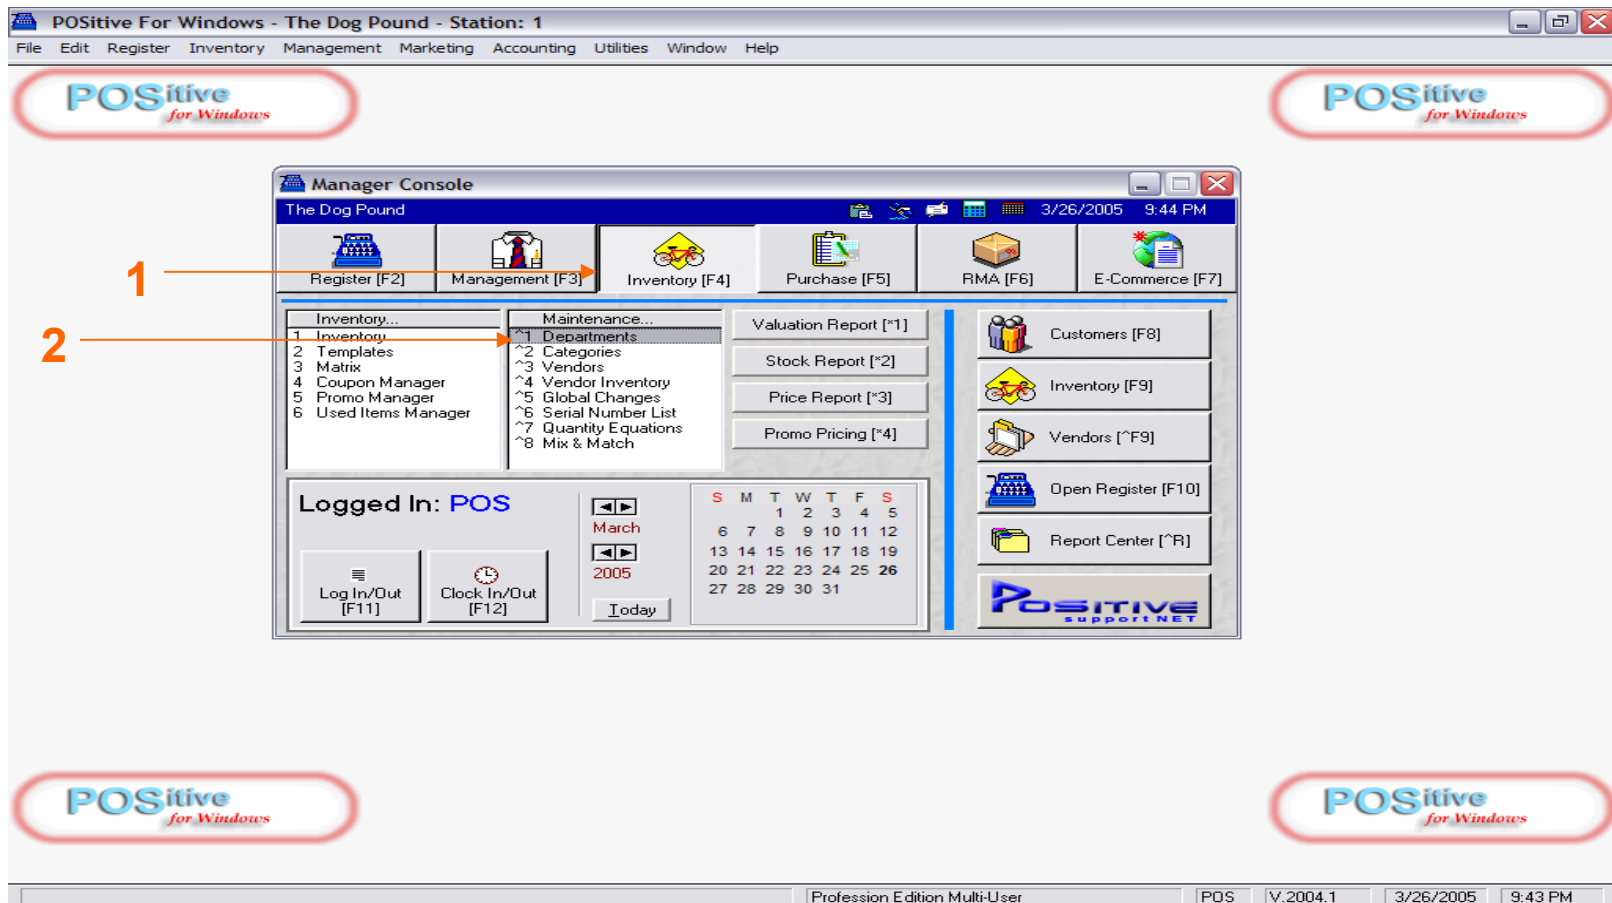 POSitive For Windows - The Dog Pound - Station: 1
File Edit Register Inventory Management Marketing Accounting Utilities Window Help
POSitive
for Windows
POSitive
for Windows
Manager Console
The Dog Pound 3/26/2005 9:44 PM
Register [F2] Management [F3] Inventory [F4] Purchase [F5] RMA [F6] E-Commerce [F7]
1
2
Inventory...
1 Inventory
2 Templates
3 Matrix
4 Coupon Manager
5 Promo Manager
6 Used Items Manager
Maintenance...
^1 Departments
^2 Categories
^3 Vendors
^4 Vendor Inventory
^5 Global Changes
^6 Serial Number List
^7 Quantity Equations
^8 Mix & Match
Valuation Report [*1]
Stock Report [*2]
Price Report [*3]
Promo Pricing [*4]
Customers [F8]
Inventory [F9]
Vendors [^F9]
Open Register [F10]
Report Center [^R]
POSITIVE
support NET
Logged In: POS
Log In/Out
[F11]
Clock In/Out
[F12]
March
2005
Today
S M T W T F S
1 2 3 4 5
6 7 8 9 10 11 12
13 14 15 16 17 18 19
20 21 22 23 24 25 26
27 28 29 30 31
POSitive
for Windows
POSitive
for Windows
Profession Edition Multi-User POS V.2004.1 3/26/2005 9:43 PM